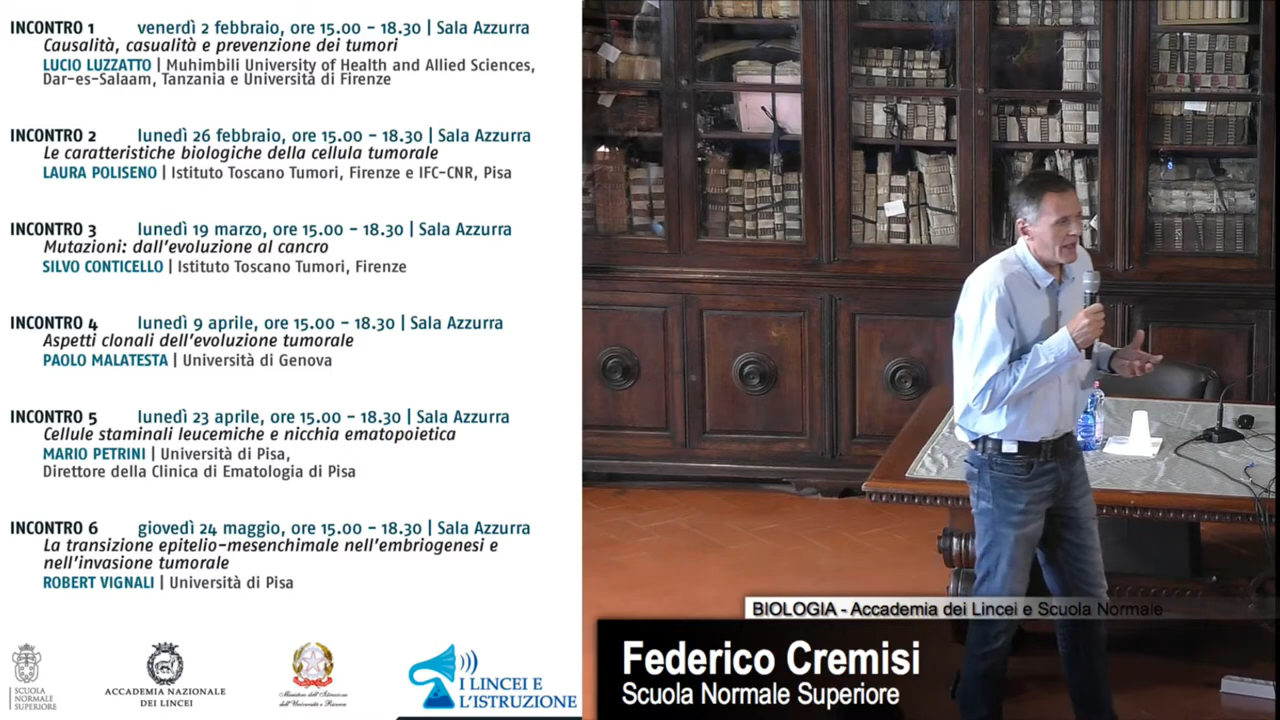 INCONTRO 1 venerdì 2 febbraio, ore 15.00 - 18.30 | Sala Azzurra
Causalità, casualità e prevenzione dei tumori
LUCIO LUZZATTO | Muhimbili University of Health and Allied Sciences,
Dar-es-Salaam, Tanzania e Università di Firenze
INCONTRO 2 lunedì 26 febbraio, ore 15.00 - 18.30 | Sala Azzurra
Le caratteristiche biologiche della cellula tumorale
LAURA POLISENO | Istituto Toscano Tumori, Firenze e IFC-CNR, Pisa
INCONTRO 3 lunedì 19 marzo, ore 15.00 - 18.30 | Sala Azzurra
Mutazioni: dall'evoluzione al cancro
SILVO CONTICELLO | Istituto Toscano Tumori, Firenze
INCONTRO 4 lunedì 9 aprile, ore 15.00 - 18.30 | Sala Azzurra
Aspetti clonali dell'evoluzione tumorale
PAOLO MALATESTA | Università di Genova
INCONTRO 5 lunedì 23 aprile, ore 15.00 - 18.30 | Sala Azzurra
Cellule staminali leucemiche e nicchia ematopoietica
MARIO PETRINI | Università di Pisa,
Direttore della Clinica di Ematologia di Pisa
INCONTRO 6 giovedì 24 maggio, ore 15.00 - 18.30 | Sala Azzurra
La transizione epitelio-mesenchimale nell'embriogenesi e
nell'invasione tumorale
ROBERT VIGNALI | Università di Pisa
SCUOLA
NORMALE
SUPERIORE
ACCADEMIA NAZIONALE
DEI LINCEI
Ministero dell'Istruzione
dell'Università e Ricerca
I LINCEI E
L'ISTRUZIONE
BIOLOGIA - Accademia dei Lincei e Scuola Normale
Federico Cremisi
Scuola Normale Superiore